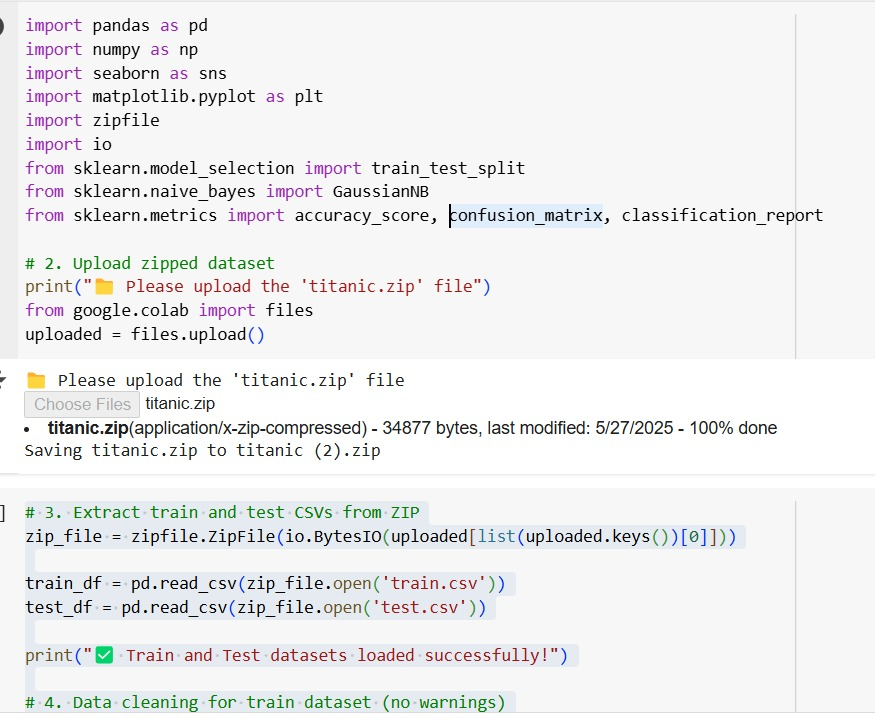 import pandas as pd
import numpy as np
import seaborn as sns
import matplotlib.pyplot as plt
import zipfile
import io
from sklearn.model_selection import train_test_split
from sklearn.naive_bayes import GaussianNB
from sklearn.metrics import accuracy_score, confusion_matrix, classification_report
# 2. Upload zipped dataset
print("📁 Please upload the 'titanic.zip' file")
from google.colab import files
uploaded = files.upload()
📁 Please upload the 'titanic.zip' file
Choose Files titanic.zip
• titanic.zip(application/x-zip-compressed) - 34877 bytes, last modified: 5/27/2025 - 100% done
Saving titanic.zip to titanic (2).zip
# 3. Extract train and test CSVs from ZIP
zip_file = zipfile.ZipFile(io.BytesIO(uploaded[list(uploaded.keys())[0]]))
train_df = pd.read_csv(zip_file.open('train.csv'))
test_df = pd.read_csv(zip_file.open('test.csv'))
print("✅ Train and Test datasets loaded successfully!")
# 4. Data cleaning for train dataset (no warnings)